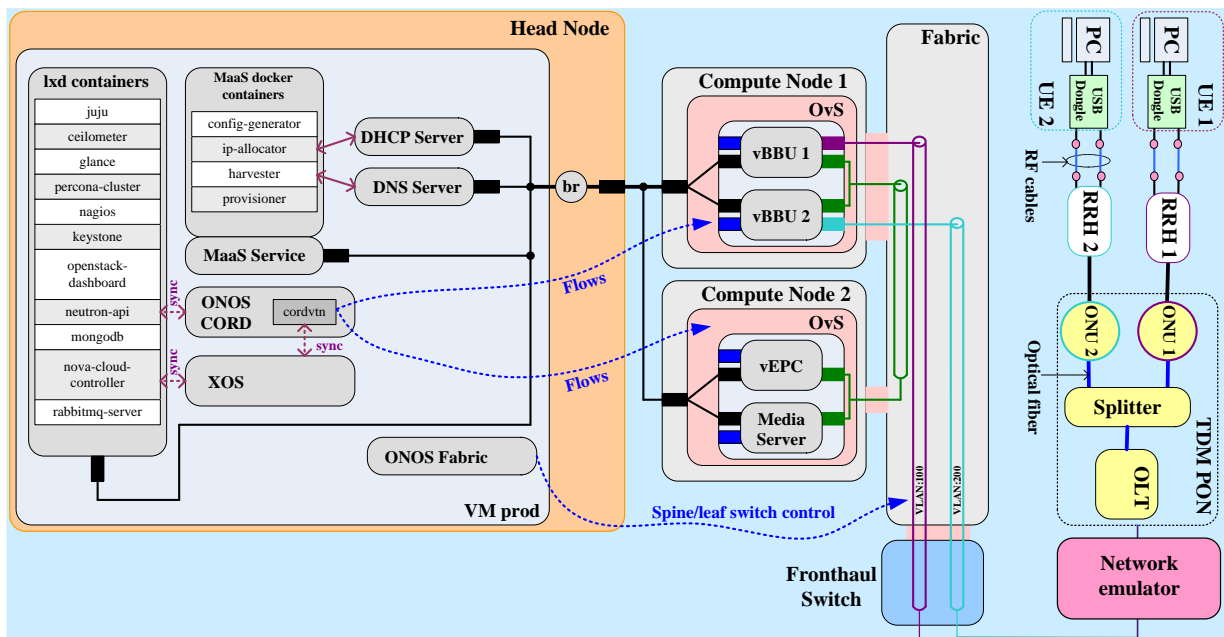 Head Node
lxd containers
juju
ceilometer
glance
percona-cluster
nagios
keystone
openstack-
dashboard
neutron-api
mongodb
nova-cloud-
controller
rabbitmq-server
MaaS docker
containers
config-generator
ip-allocator
harvester
provisioner
DHCP Server
DNS Server
MaaS Service
br
sync
ONOS
CORD
cordvtn
sync
sync
XOS
Flows
Flows
ONOS Fabric
VM prod
Spine/leaf switch control
Compute Node 1
OvS
vBBU 1
vBBU 2
Compute Node 2
OvS
vEPC
Media
Server
Fabric
VLAN:100
VLAN:200
Fronthaul
Switch
PC
USB
Dongle
UE 2
PC
USB
Dongle
UE 1
RF cables
RRH 2
RRH 1
ONU 2
ONU 1
Optical
fiber
Splitter
OLT
TDM PON
Network
emulator